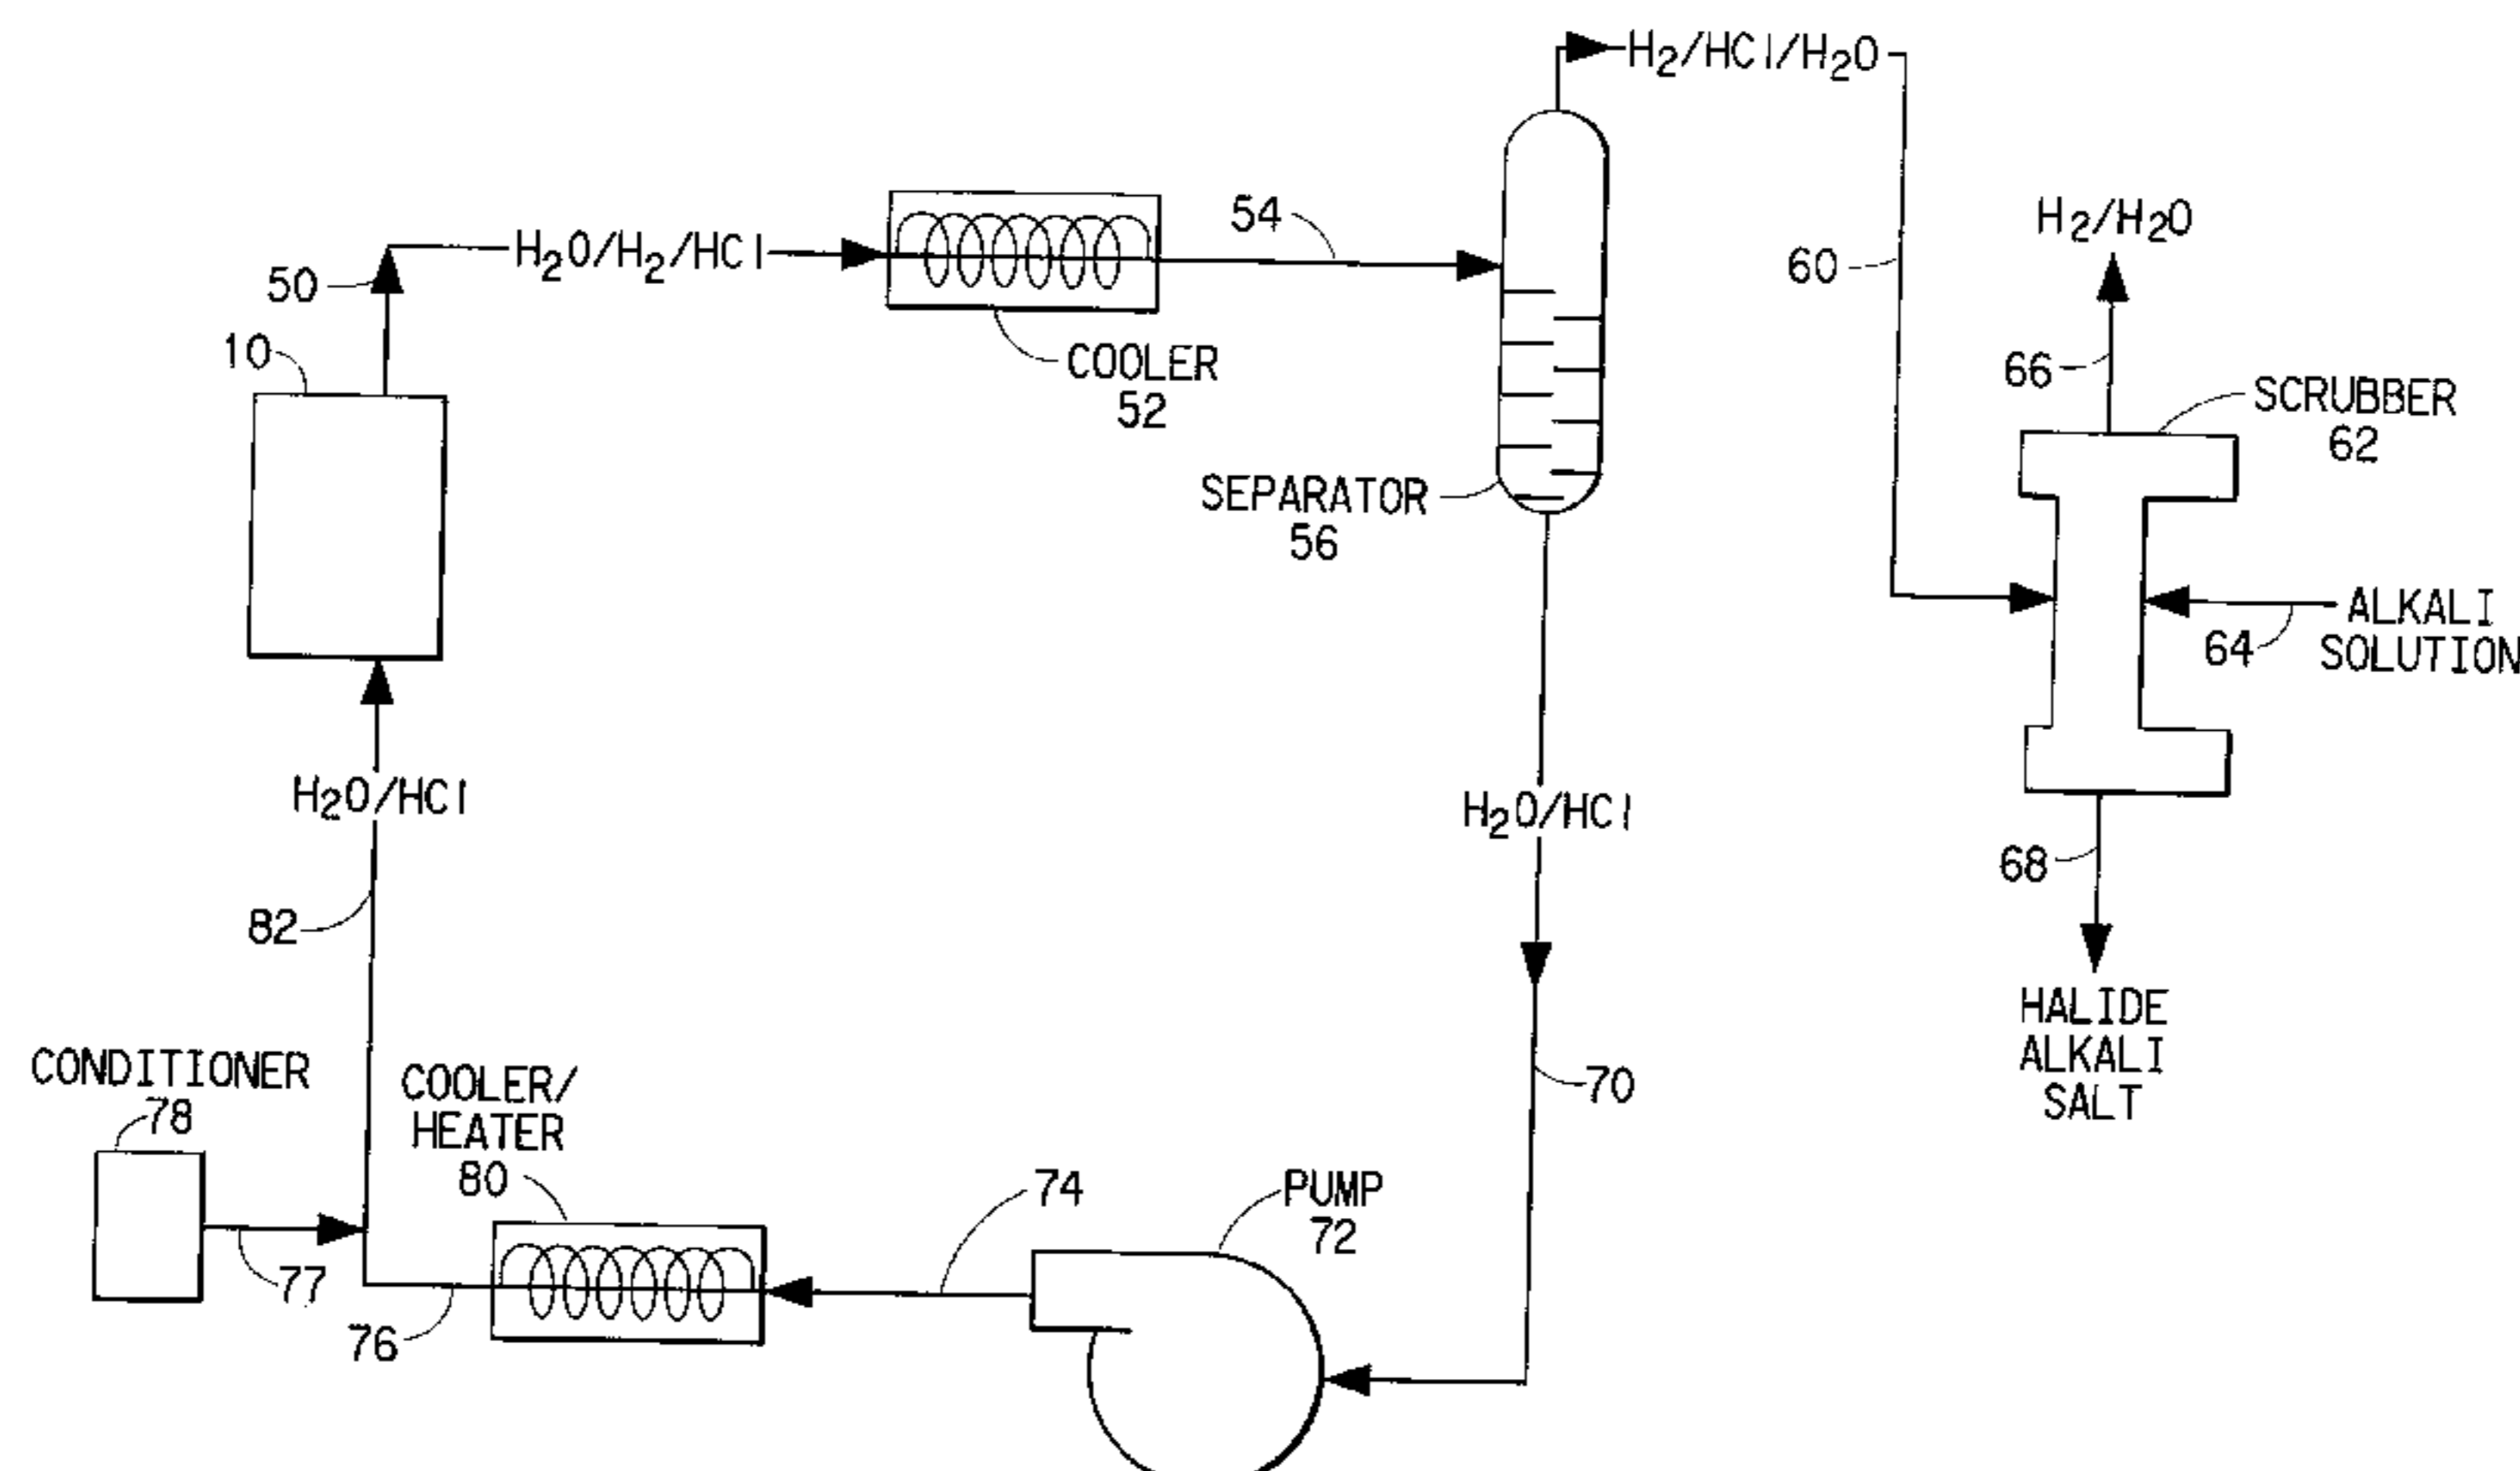 H2/HCl/H2O
54
H2/H2O
H2O/H2/HCl
60
50
10
COOLER
52
66
SCRUBBER
62
SEPARATOR
56
ALKALI
SOLUTION
64
H2O/HCl
H2O/HCl
68
82
HALIDE
ALKALI
SALT
CONDITIONER
78
COOLER/
HEATER
80
70
74
PUMP
72
77
76